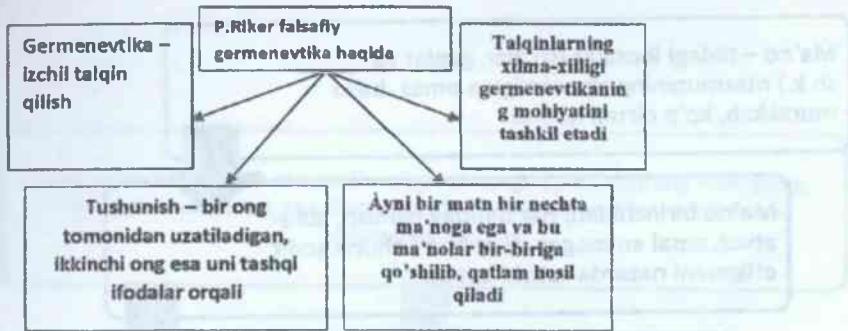 P.Riker falsafiy
germenevtika haqida
Germenevtika –
izchil talqin
qilish
Talqinlarning
xilma-xilligi
germenevtikanin
g mohiyatini
tashkil etadi
Tushunish – bir ong
tomonidan uzatiladigan,
ikkinchi ong esa uni tashqi
ifodalar orqali
Àyni bir matn bir nechta
ma'noga ega va bu
ma'nolar bir-biriga
qo'shilib, qatlam hosil
qiladi